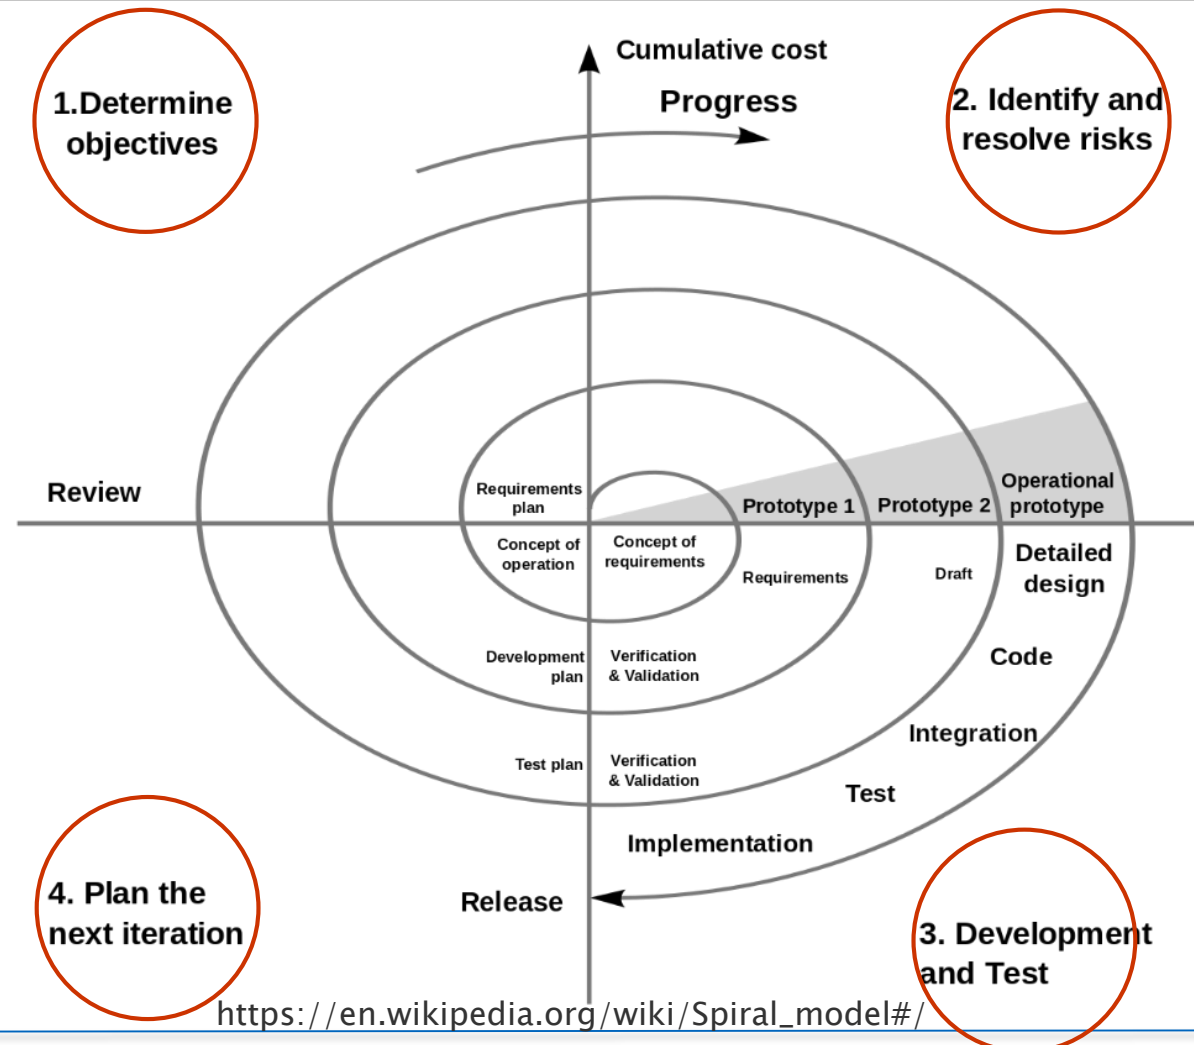 Cumulative cost
Progress
1.Determine
objectives
2. Identify and
resolve risks
Review
Requirements
plan
Prototype 1
Prototype 2
Operational
prototype
Concept of
operation
Concept of
requirements
Requirements
Draft
Detailed
design
Development
plan
Verification
& Validation
Code
Integration
Test plan
Verification
& Validation
Test
Implementation
Release
4. Plan the
next iteration
3. Development
and Test
https://en.wikipedia.org/wiki/Spiral_model#/